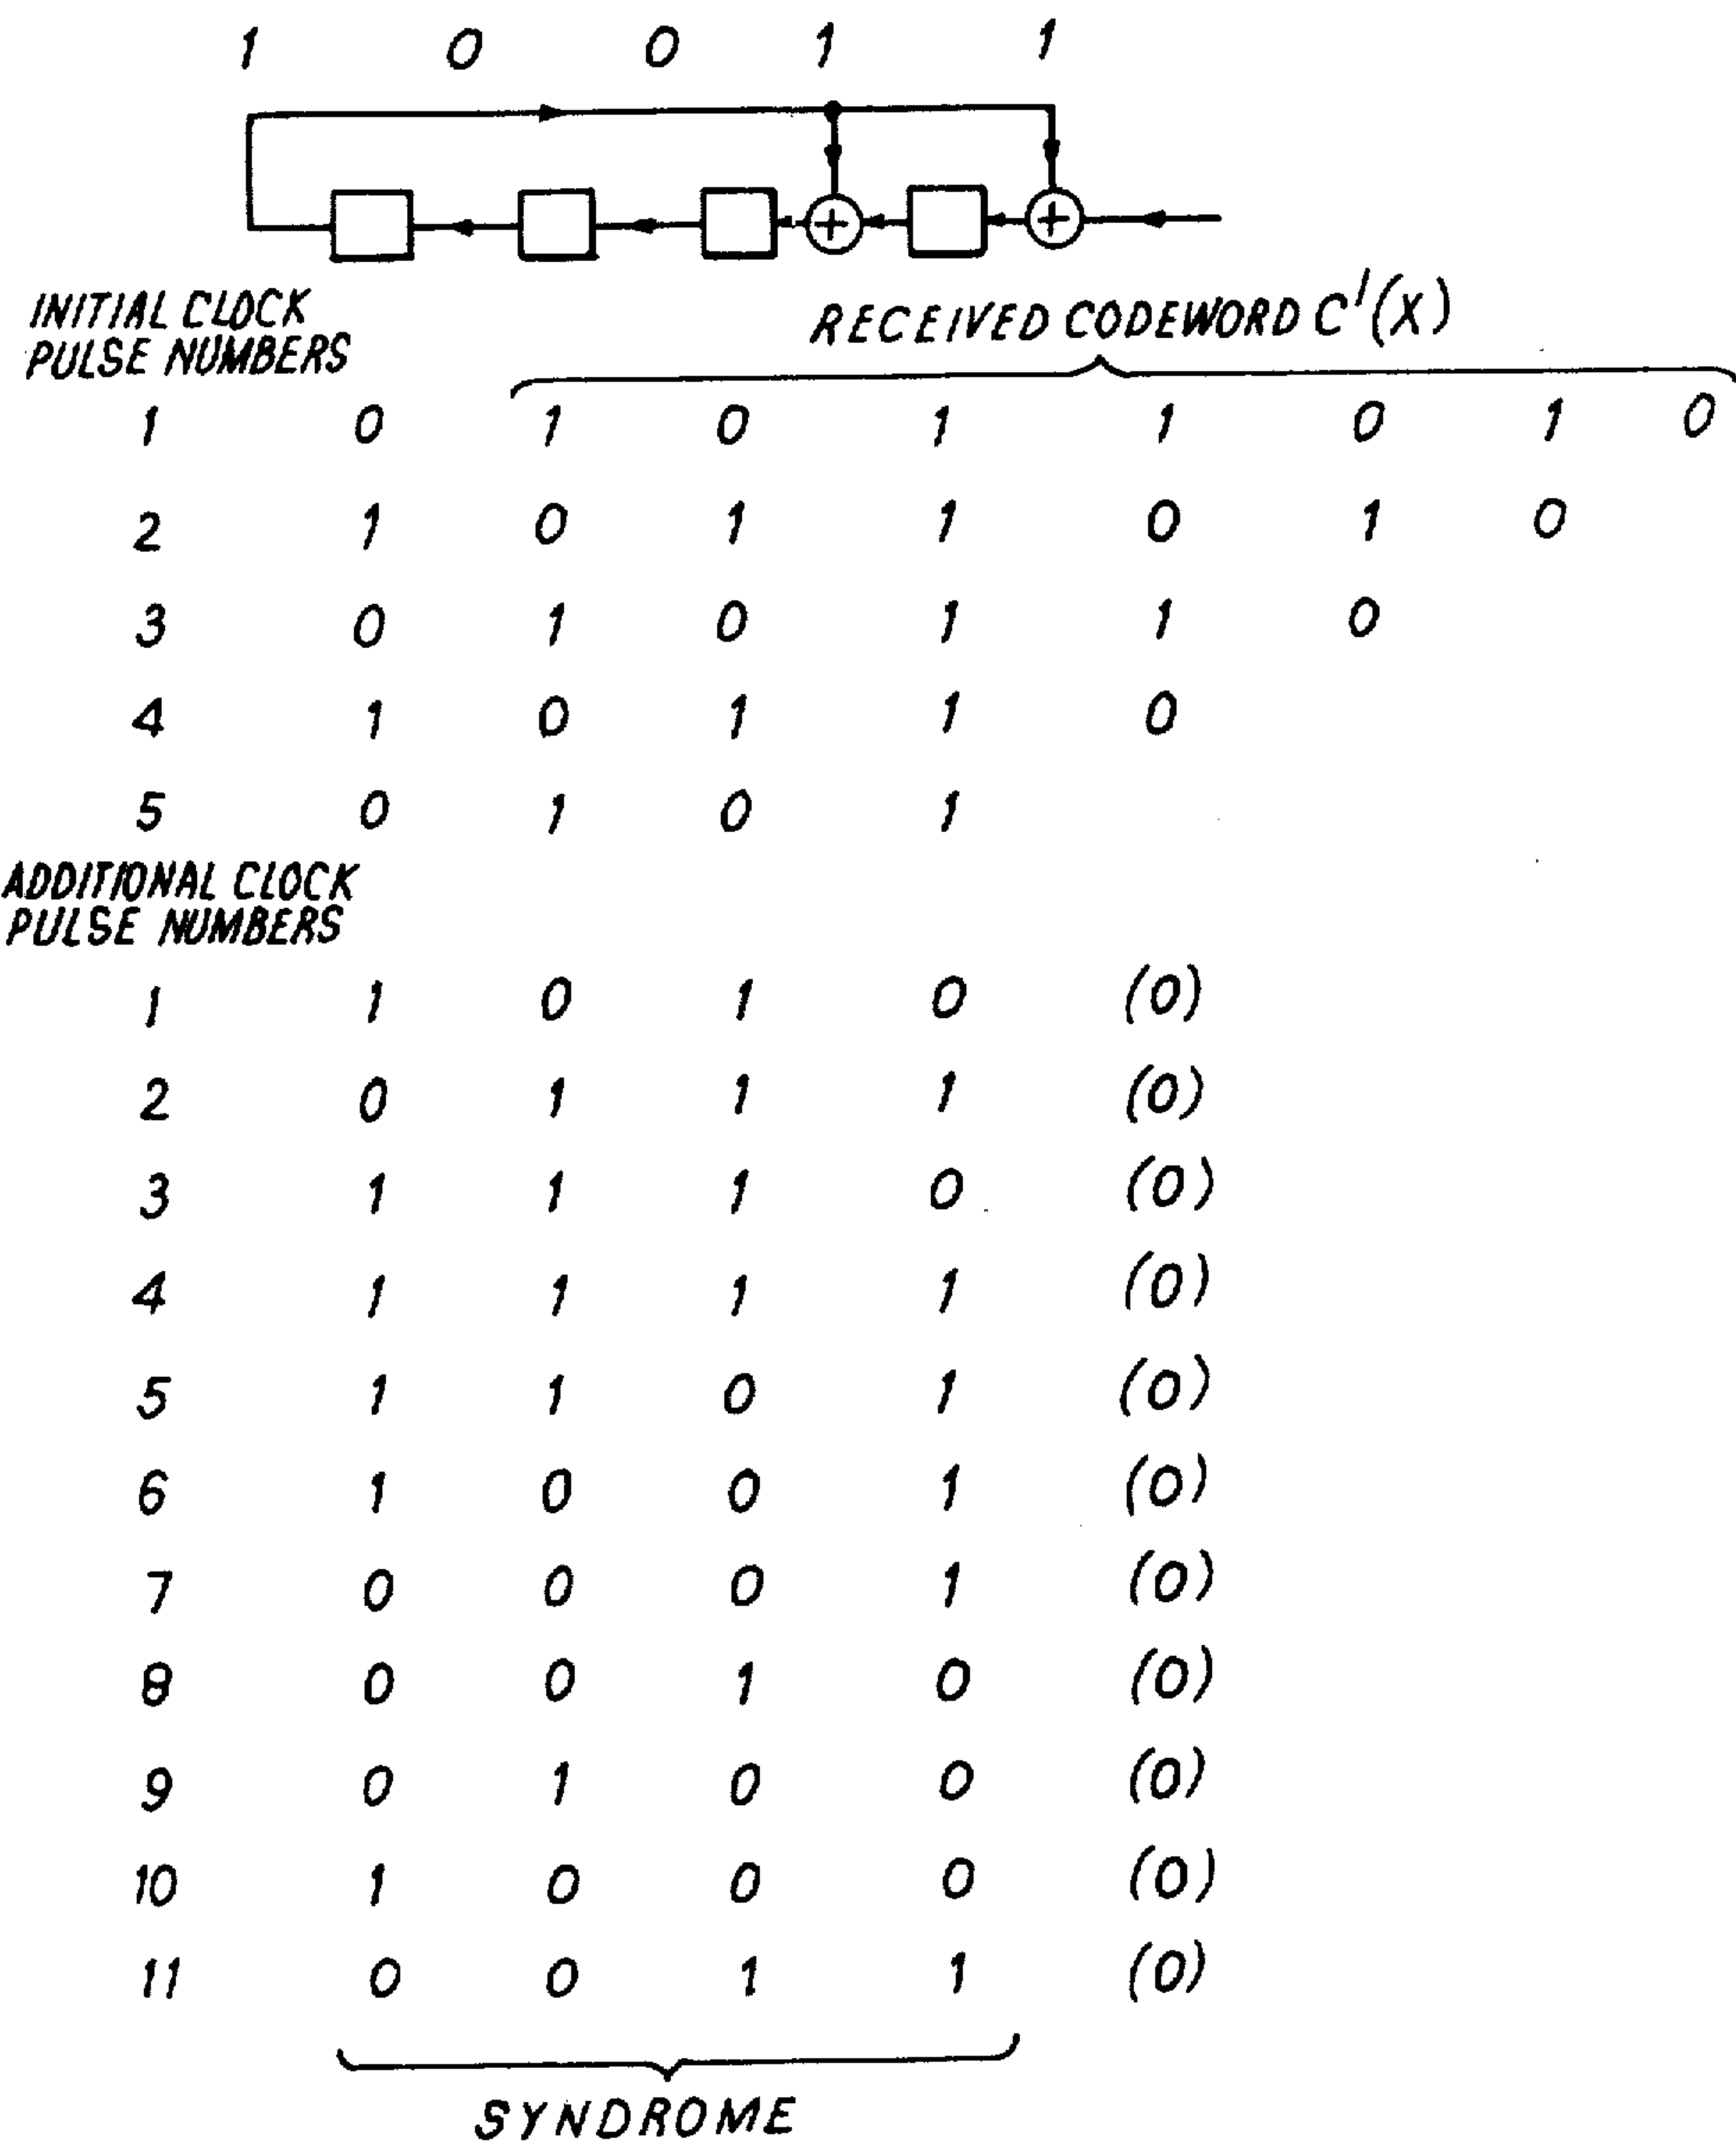 1 0 0 1 1
INITIAL CLOCK
PULSE NUMBERS
RECEIVED CODEWORD C'(X)
1 0 1 0 1 1 0 1 0
2 1 0 1 1 0 1 0
3 0 1 0 1 1 0
4 1 0 1 1 0
5 0 1 0 1
ADDITIONAL CLOCK
PULSE NUMBERS
1 1 0 1 0 (0)
2 0 1 1 1 (0)
3 1 1 1 0 (0)
4 1 1 1 1 (0)
5 1 1 0 1 (0)
6 1 0 0 1 (0)
7 0 0 0 1 (0)
8 0 0 1 0 (0)
9 0 1 0 0 (0)
10 1 0 0 0 (0)
11 0 0 1 1 (0)
SYNDROME